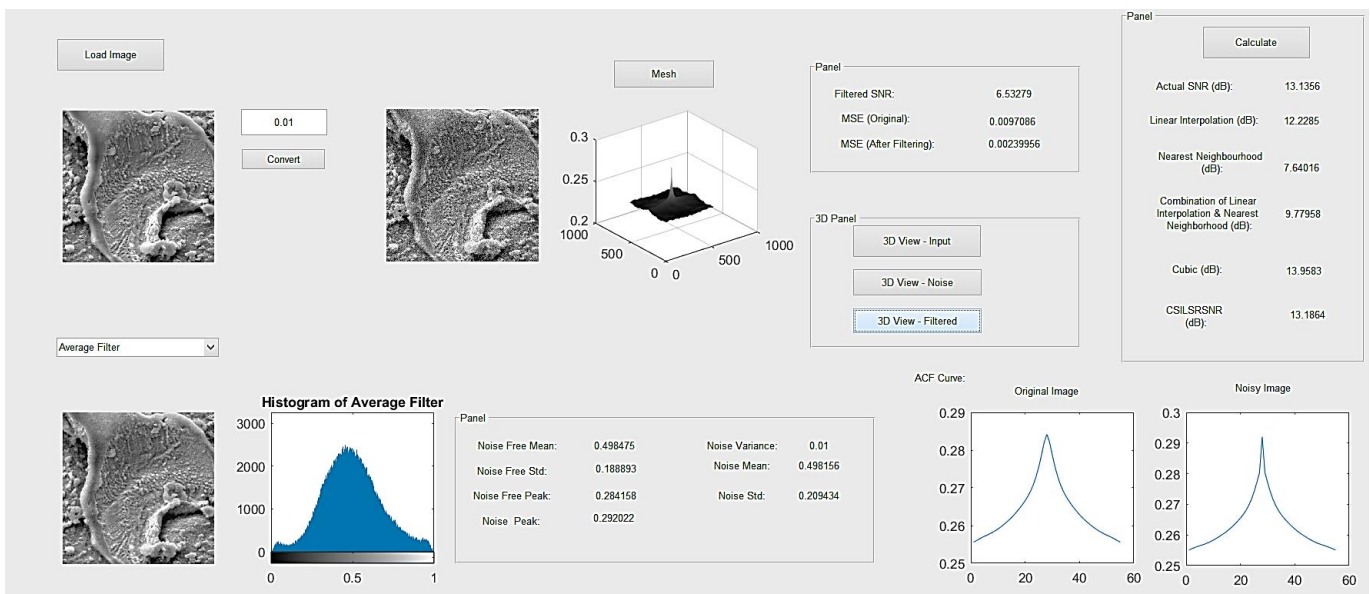 Load Image
0.01
Convert
Mesh
0.3
0.25
0.2
1000
500
0
0
500
1000
Panel
Filtered SNR: 6.53279
MSE (Original): 0.0097086
MSE (After Filtering): 0.00239956
3D Panel
3D View - Input
3D View - Noise
3D View - Filtered
Panel
Calculate
Actual SNR (dB): 13.1356
Linear Interpolation (dB): 12.2285
Nearest Neighbourhood
(dB): 7.64016
Combination of Linear
Interpolation & Nearest 9.77958
Neighborhood (dB):
Cubic (dB): 13.9583
CSILSRSNR
(dB): 13.1864
Average Filter
Histogram of Average Filter
3000
2000
1000
0
0 0.5 1
Panel
Noise Free Mean: 0.498475 Noise Variance: 0.01
Noise Free Std: 0.188893 Noise Mean: 0.498156
Noise Free Peak: 0.284158 Noise Std: 0.209434
Noise Peak: 0.292022
ACF Curve:
Original Image
0.29
0.28
0.27
0.26
0.25
0 20 40 60
Noisy Image
0.3
0.29
0.28
0.27
0.26
0.25
0 20 40 60